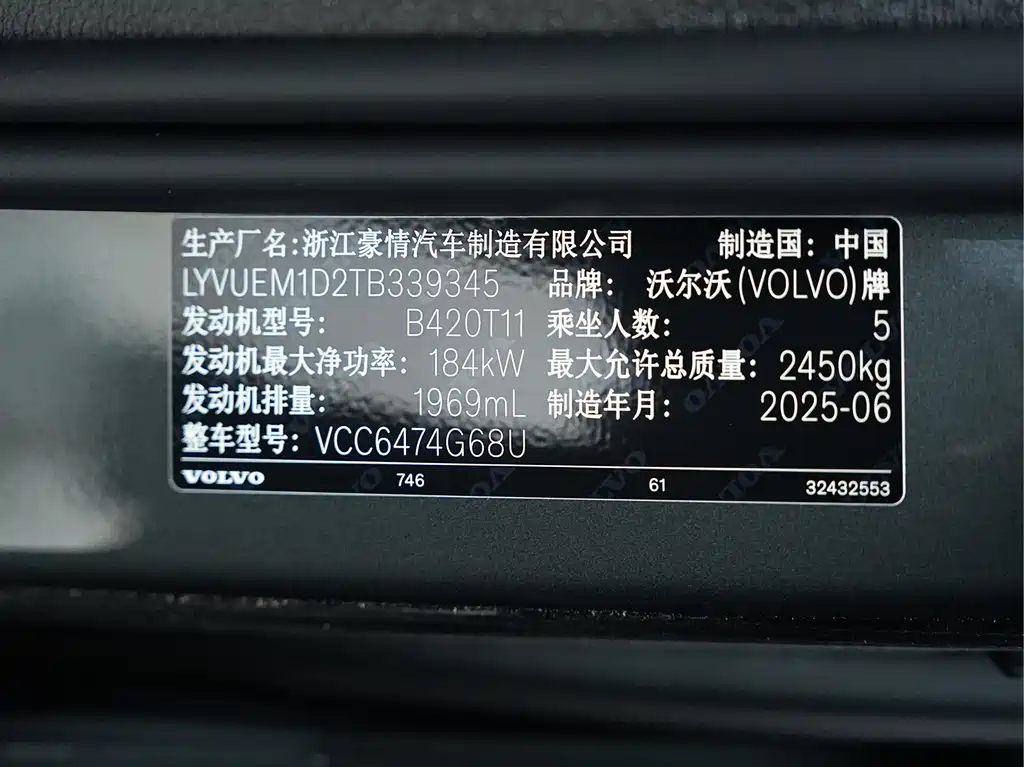 生产厂名:浙江豪情汽车制造有限公司 制造国: 中国
LYVUEM1D2TB339345 品牌: 沃尔沃(VOLVO)牌
发动机型号: B420T11 乘坐人数: 5
发动机最大净功率: 184kW 最大允许总质量: 2450kg
发动机排量: 1969mL 制造年月: 2025-06
整车型号: VCC6474G68U
VOLVO 746 61 32432553